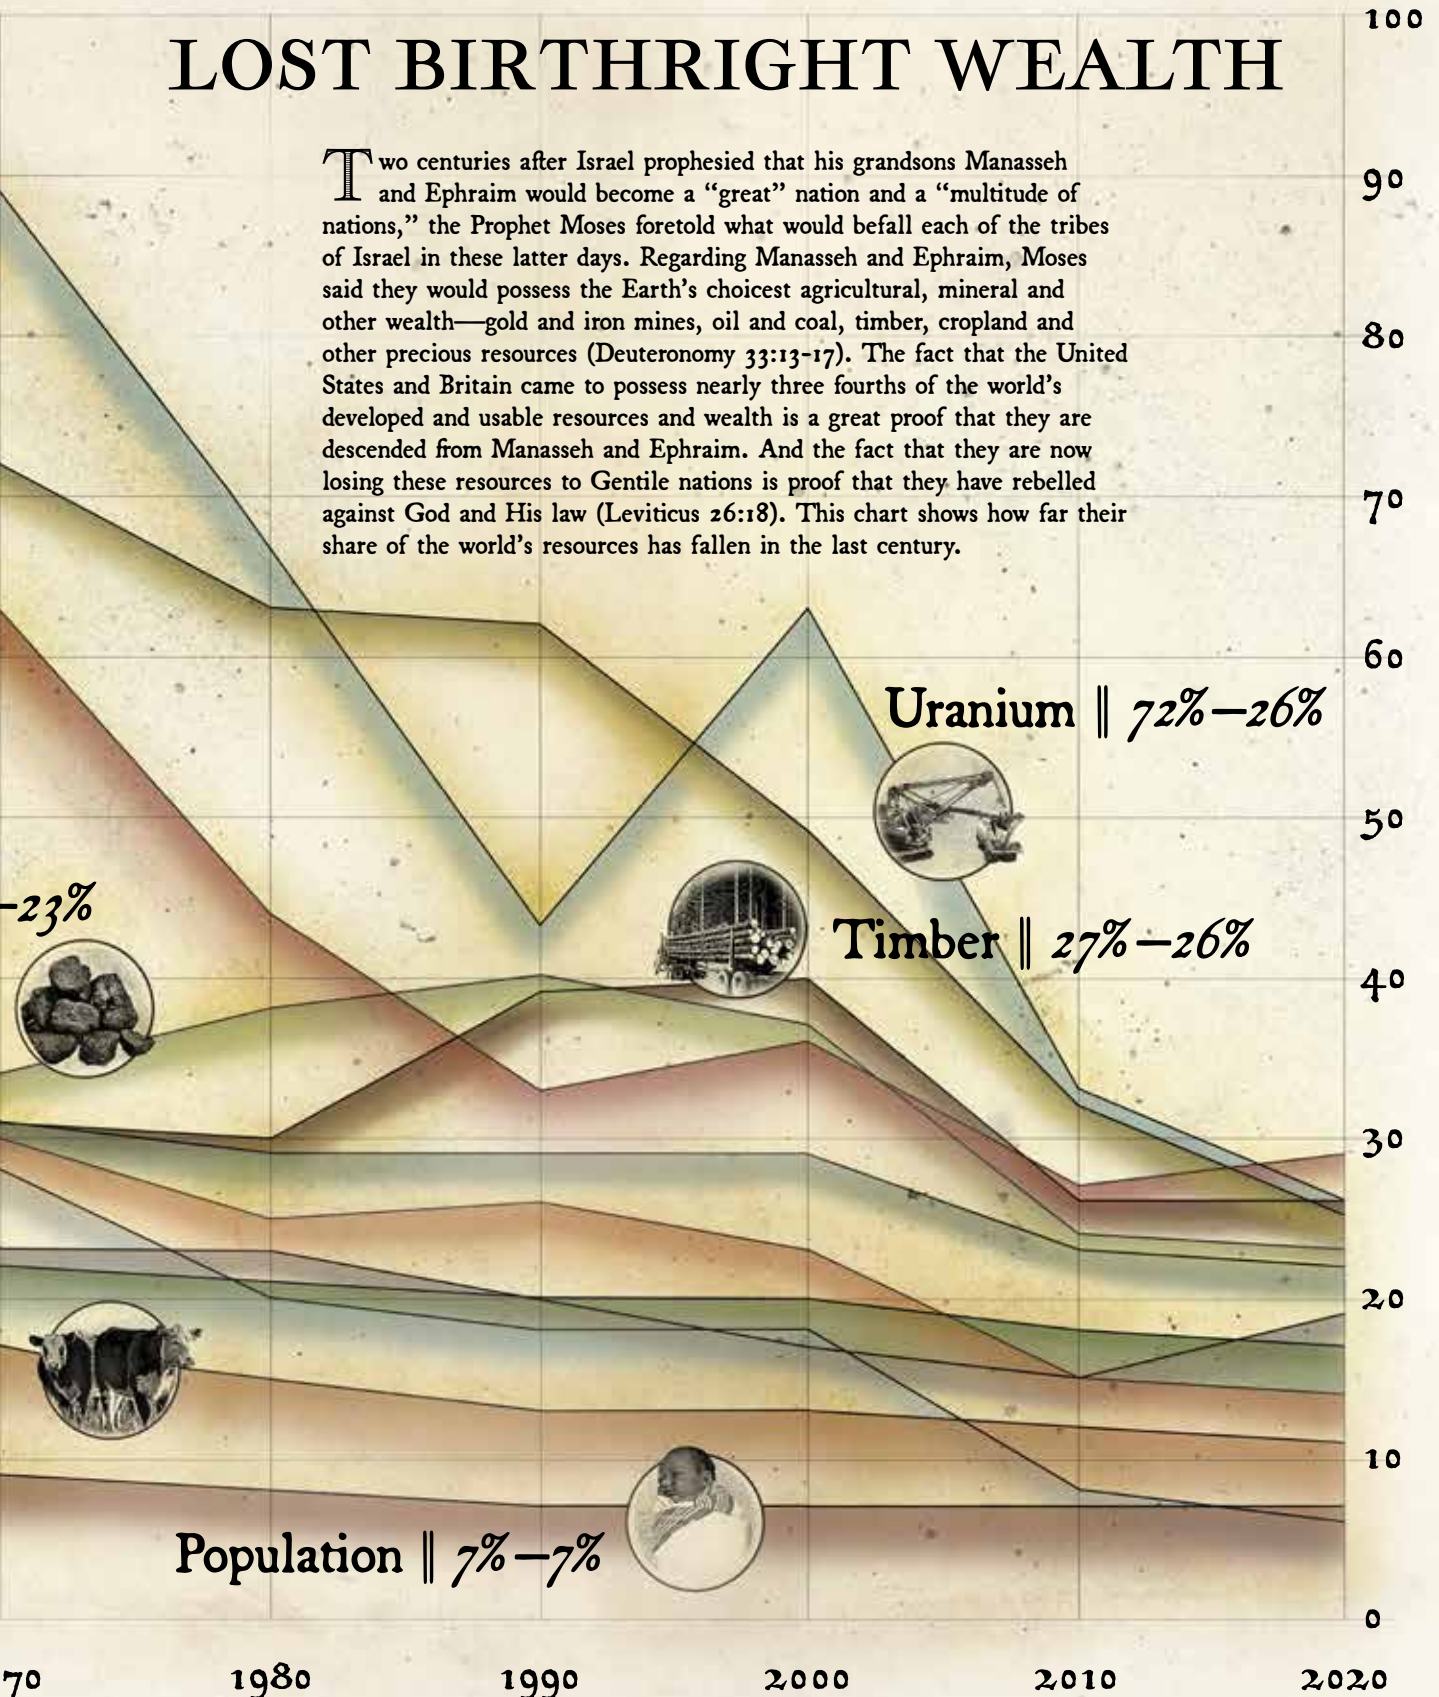 100
LOST BIRTHRIGHT WEALTH
Two centuries after Israel prophesied that his grandsons Manasseh
and Ephraim would become a “great” nation and a “multitude of
nations,” the Prophet Moses foretold what would befall each of the tribes
of Israel in these latter days. Regarding Manasseh and Ephraim, Moses
said they would possess the Earth’s choicest agricultural, mineral and
other wealth—gold and iron mines, oil and coal, timber, cropland and
other precious resources (Deuteronomy 33:13-17). The fact that the United
States and Britain came to possess nearly three fourths of the world’s
developed and usable resources and wealth is a great proof that they are
descended from Manasseh and Ephraim. And the fact that they are now
losing these resources to Gentile nations is proof that they have rebelled
against God and His law (Leviticus 26:18). This chart shows how far their
share of the world’s resources has fallen in the last century.
90
80
70
60
Uranium || 72%—26%
50
—23%
Timber || 27%—26%
40
30
20
10
Population || 7%—7%
0
70 1980 1990 2000 2010 2020